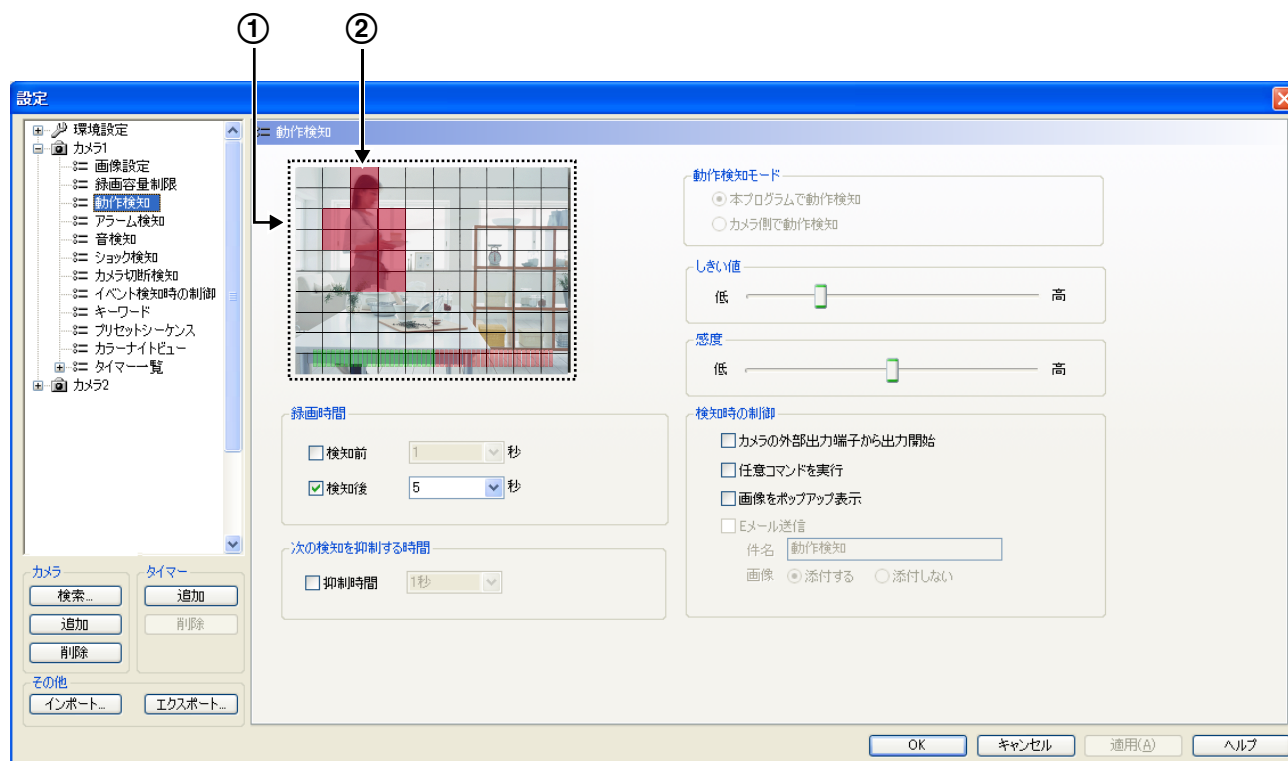 ① ②
設定
環境設定
カメラ1
画像設定
録画容量制限
動作検知
アラーム検知
音検知
ショック検知
カメラ切断検知
イベント検知時の制御
キーワード
プリセットシーケンス
カラーナイトビュー
タイマー一覧
カメラ2
カメラ
検索...
追加
削除
タイマー
追加
削除
その他
インポート...
エクスポート...
動作検知
録画時間
検知前 1 秒
検知後 5 秒
次の検知を抑制する時間
抑制時間 1秒
動作検知モード
本プログラムで動作検知
カメラ側で動作検知
しきい値
低 高
感度
低 高
検知時の制御
カメラの外部出力端子から出力開始
任意コマンドを実行
画像をポップアップ表示
Eメール送信
件名 動作検知
画像 添付する 添付しない
OK キャンセル 適用(A) ヘルプ